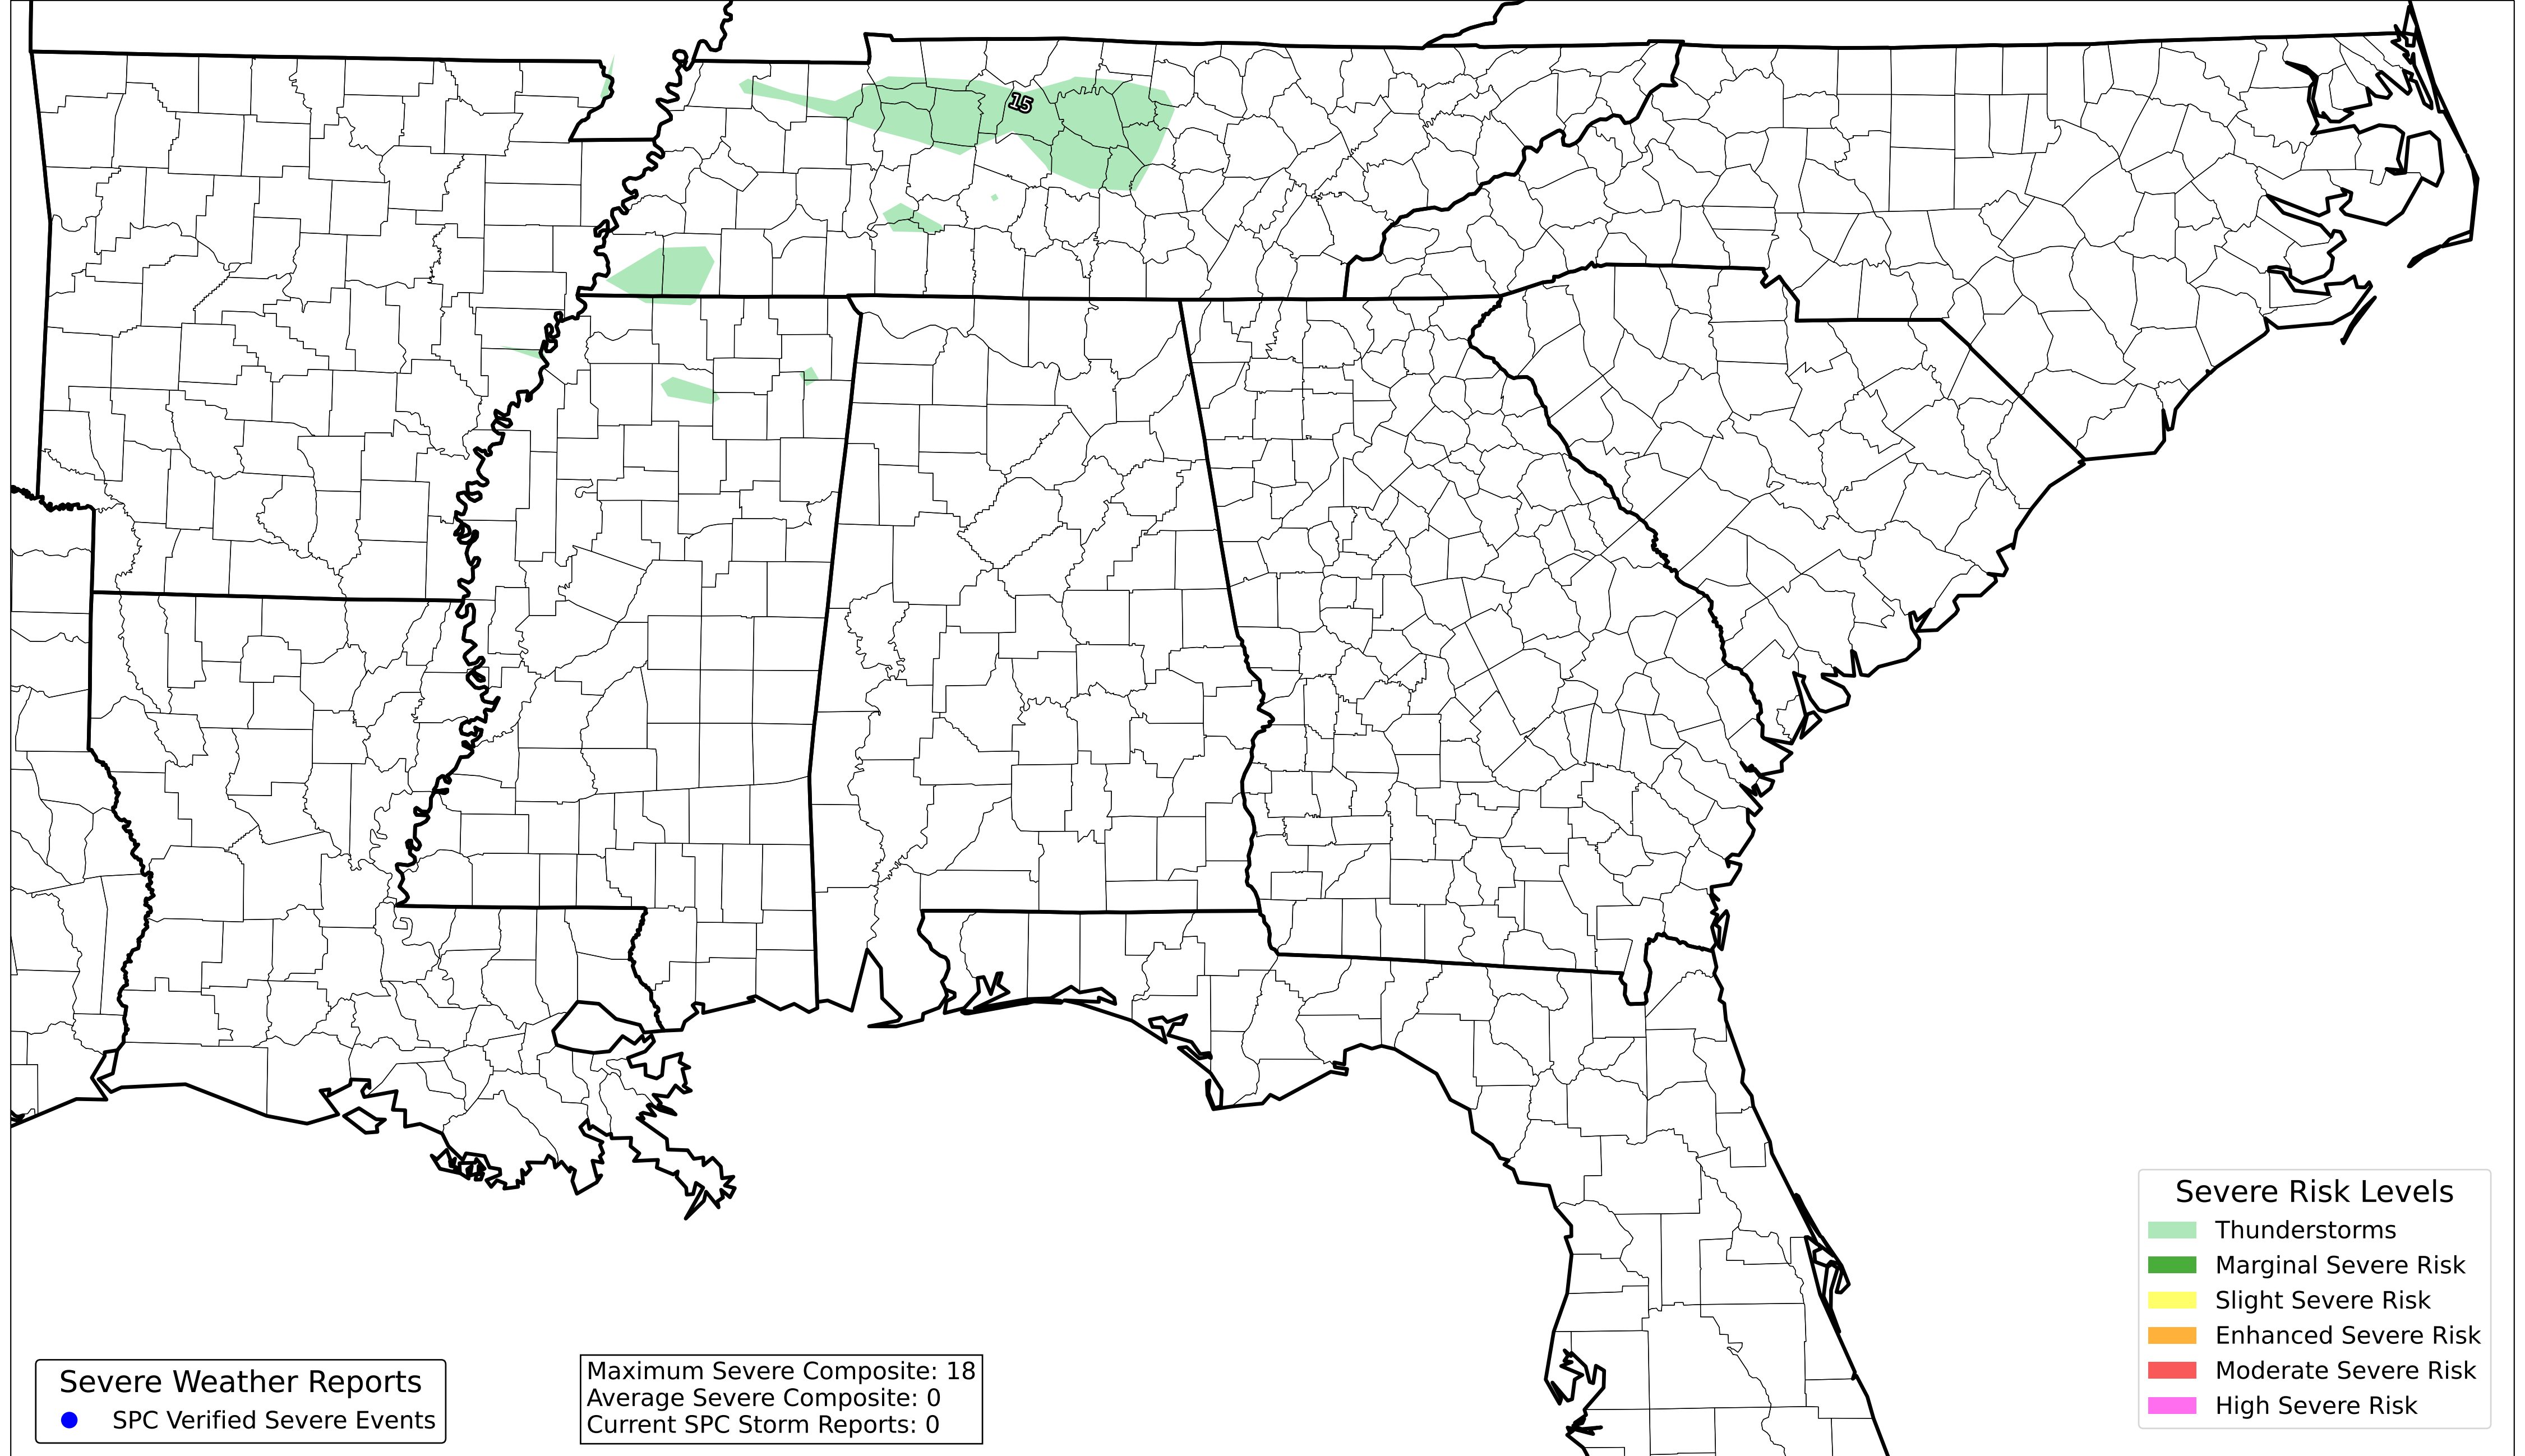 15
Severe Risk Levels
Thunderstorms
Marginal Severe Risk
Slight Severe Risk
Enhanced Severe Risk
Moderate Severe Risk
High Severe Risk
Severe Weather Reports
SPC Verified Severe Events
Maximum Severe Composite: 18
Average Severe Composite: 0
Current SPC Storm Reports: 0